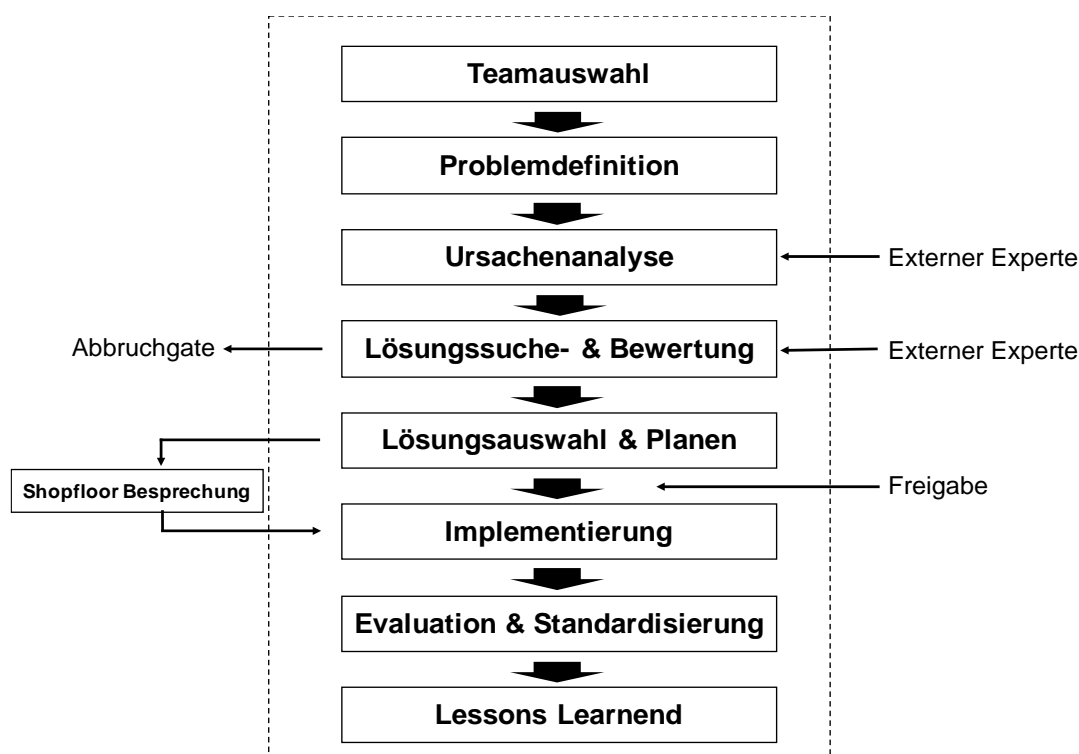 Teamauswahl
Problemdefinition
Ursachenanalyse
Externer Experte
Abbruchgate
Lösungssuche- & Bewertung
Externer Experte
Lösungsauswahl & Planen
Shopfloor Besprechung
Freigabe
Implementierung
Evaluation & Standardisierung
Lessons Learnend